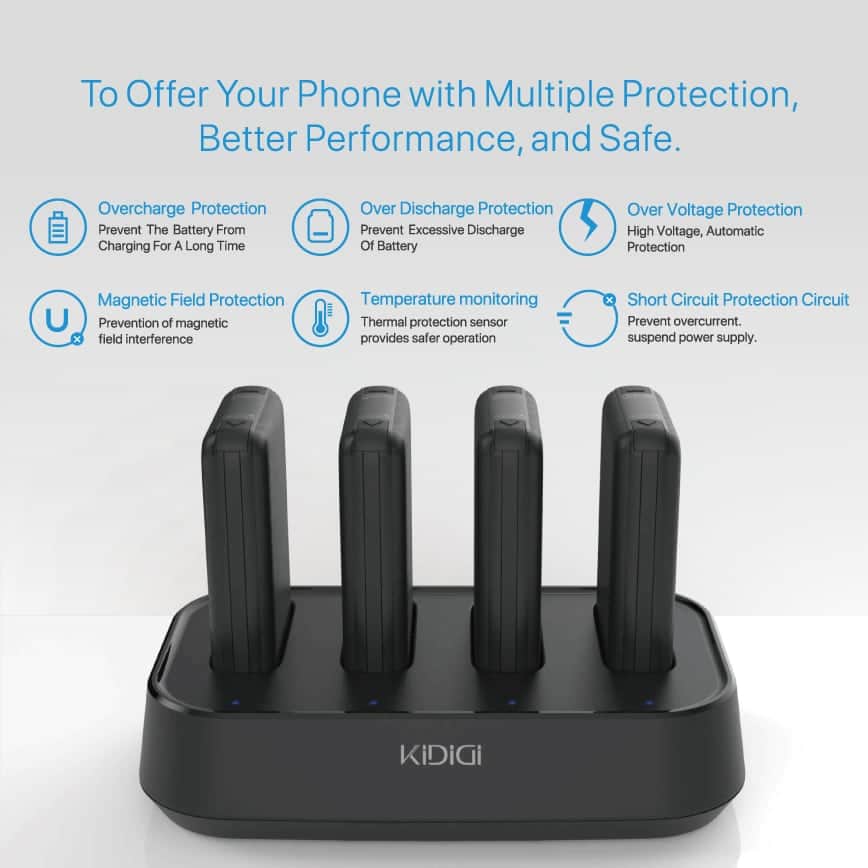 To Offer Your Phone with Multiple Protection,
Better Performance, and Safe.
Overcharge Protection
Prevent The Battery From
Charging For A Long Time
Over Discharge Protection
Prevent Excessive Discharge
Of Battery
Over Voltage Protection
High Voltage, Automatic
Protection
Magnetic Field Protection
Prevention of magnetic
field interference
Temperature monitoring
Thermal protection sensor
provides safer operation
Short Circuit Protection Circuit
Prevent overcurrent.
suspend power supply.
KiDiGi